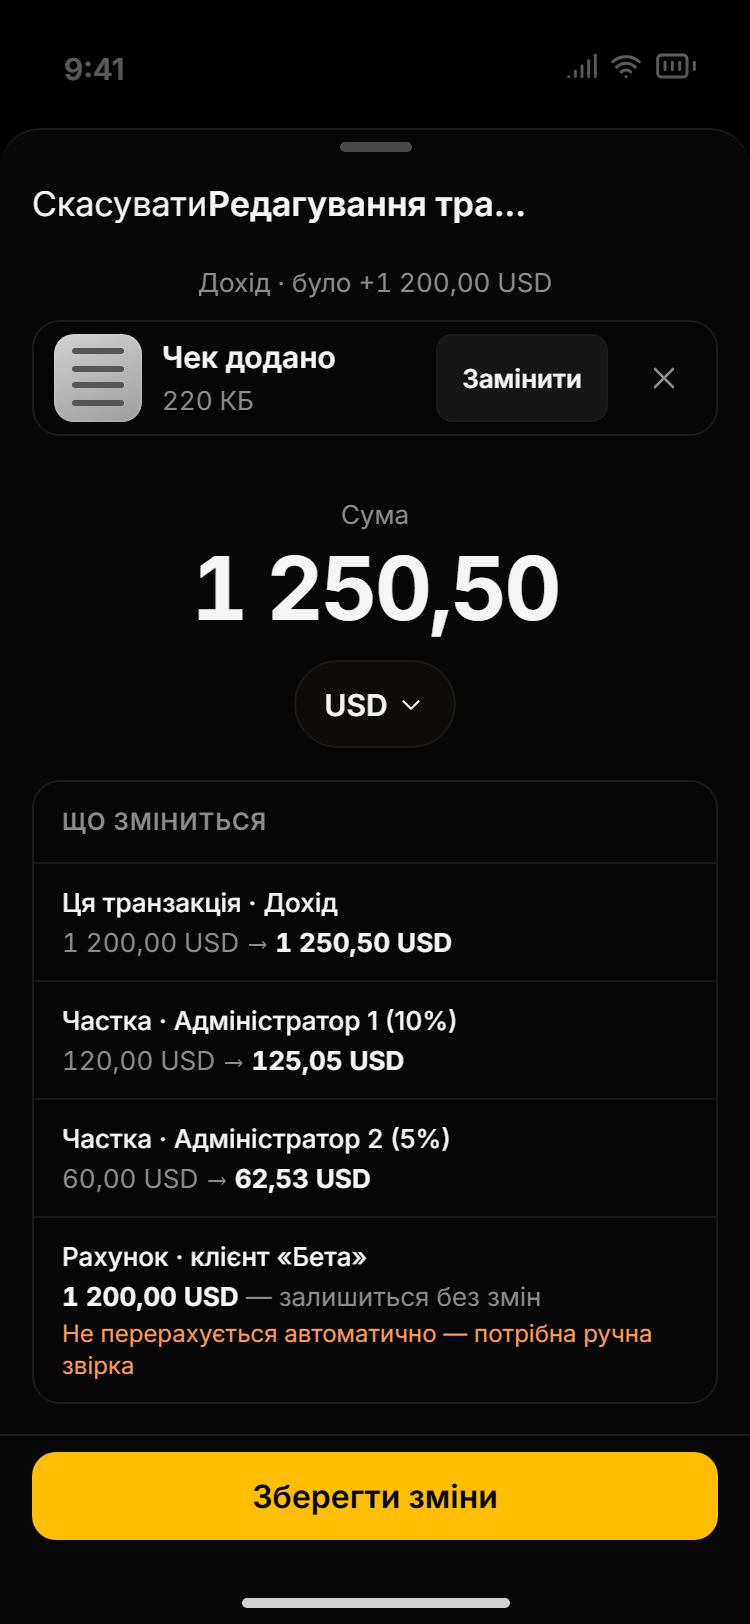 9:41
Скасувати Редагування тра...
Дохід · було +1 200,00 USD
Чек додано
220 КБ
Замінити
Сума
1 250,50
USD
ЩО ЗМІНИТЬСЯ
Ця транзакція · Дохід
1 200,00 USD → 1 250,50 USD
Частка · Адміністратор 1 (10%)
120,00 USD → 125,05 USD
Частка · Адміністратор 2 (5%)
60,00 USD → 62,53 USD
Рахунок · клієнт «Бета»
1 200,00 USD — залишиться без змін
Не перерахується автоматично — потрібна ручна
звірка
Зберегти зміни